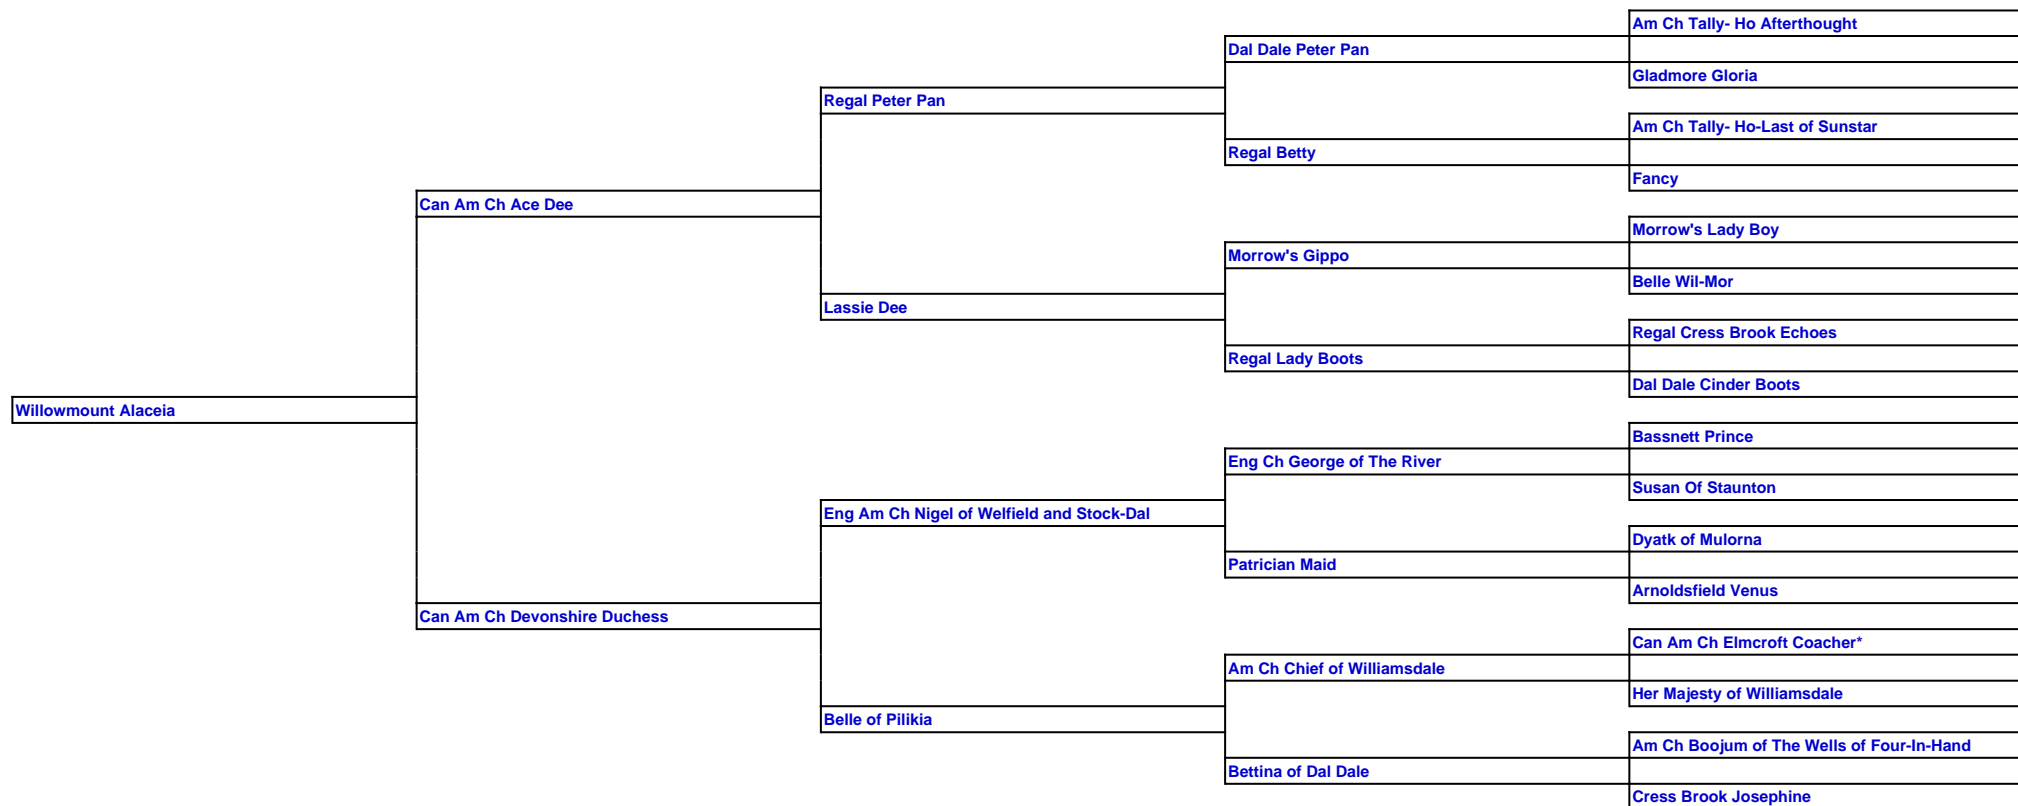 Am Ch Tally- Ho Afterthought
Dal Dale Peter Pan
Gladmore Gloria
Regal Peter Pan
Am Ch Tally- Ho-Last of Sunstar
Regal Betty
Fancy
Can Am Ch Ace Dee
Morrow's Lady Boy
Morrow's Gippo
Belle Wil-Mor
Lassie Dee
Regal Cress Brook Echoes
Regal Lady Boots
Dal Dale Cinder Boots
Willowmount Alaceia
Bassnett Prince
Eng Ch George of The River
Susan Of Staunton
Eng Am Ch Nigel of Welfield and Stock-Dal
Dyatk of Mulorna
Patrician Maid
Arnoldsfield Venus
Can Am Ch Devonshire Duchess
Can Am Ch Elmcroft Coacher*
Am Ch Chief of Williamsdale
Her Majesty of Williamsdale
Belle of Pilikia
Am Ch Boojum of The Wells of Four-In-Hand
Bettina of Dal Dale
Cress Brook Josephine